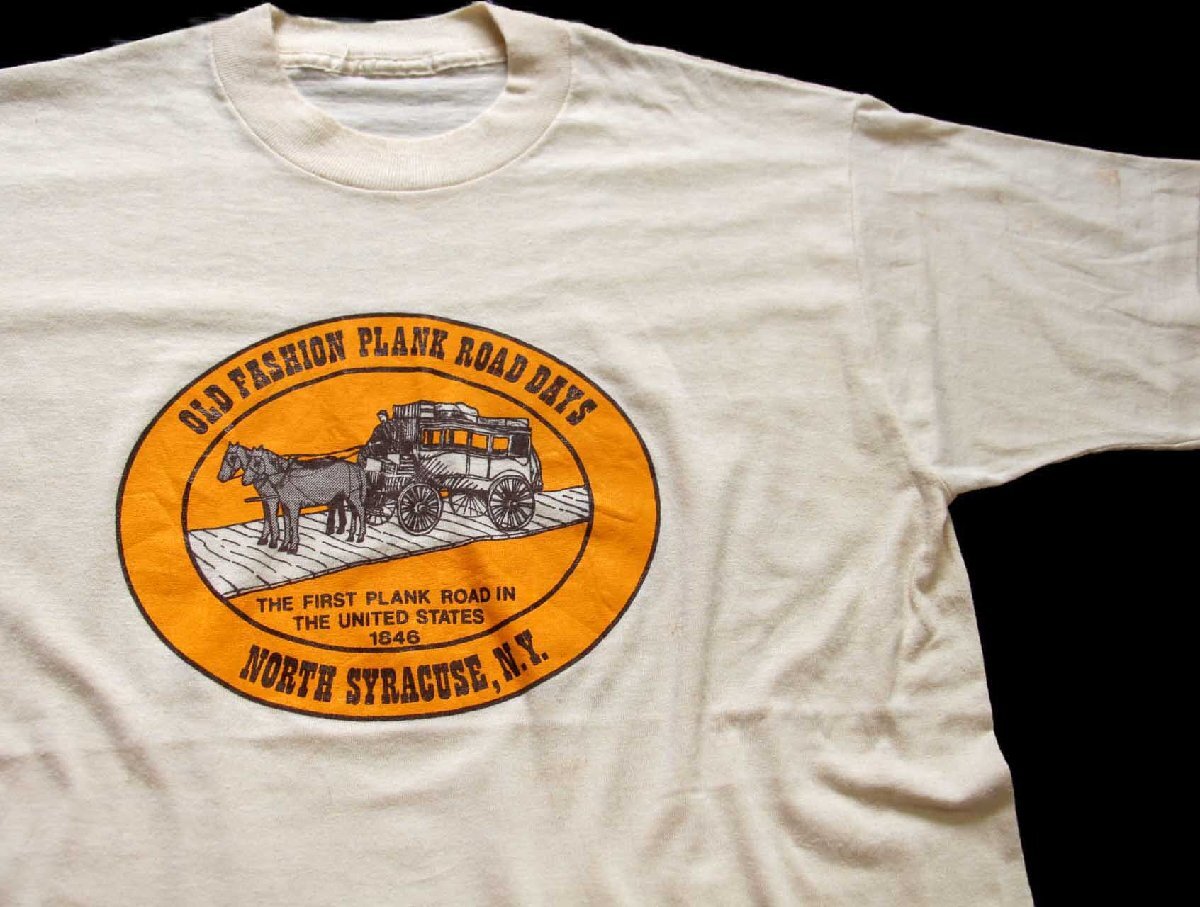 OLD FASHION PLANK ROAD DAYS
THE FIRST PLANK ROAD IN
THE UNITED STATES
1846
NORTH SYRACUSE, N.Y.